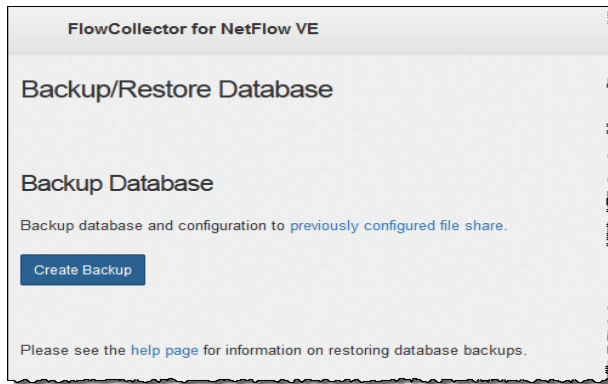 FlowCollector for NetFlow VE
Backup/Restore Database
Backup Database
Backup database and configuration to previously configured file share.
Create Backup
Please see the help page for information on restoring database backups.